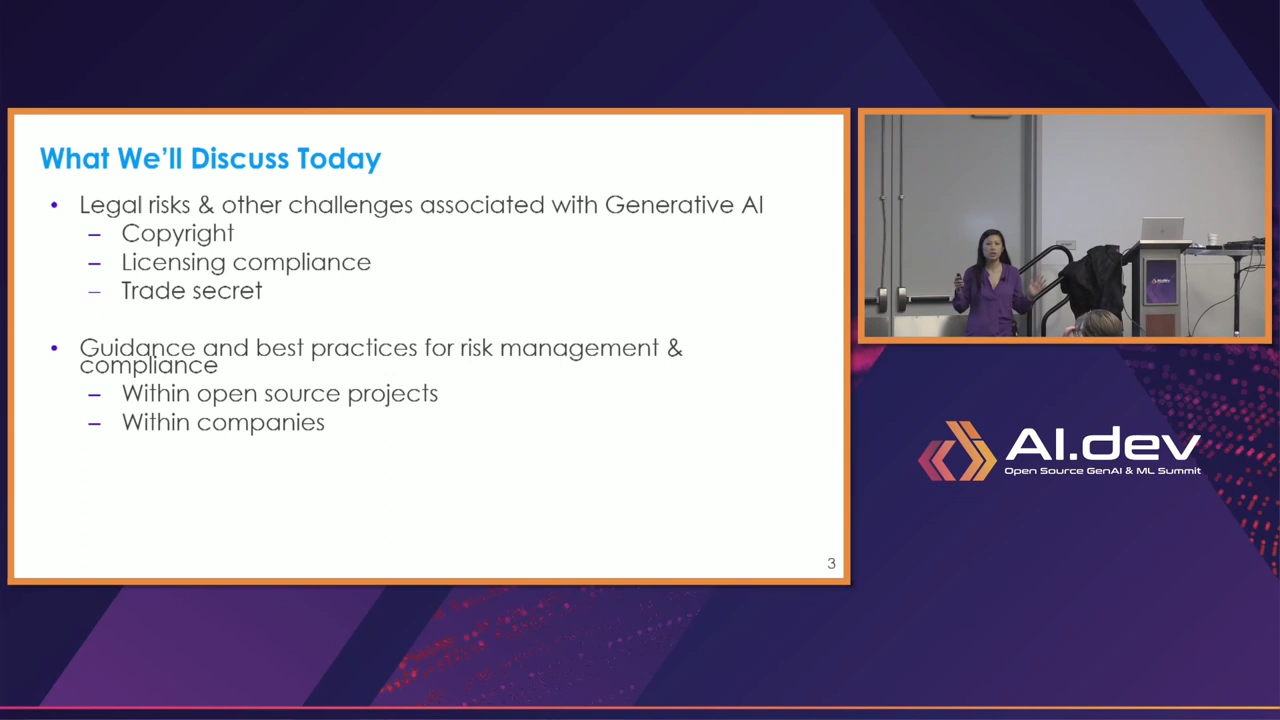 What We'll Discuss Today
• Legal risks & other challenges associated with Generative AI
– Copyright
– Licensing compliance
– Trade secret
• Guidance and best practices for risk management &
compliance
– Within open source projects
– Within companies
3
AI.dev
Open Source GenAI & ML Summit